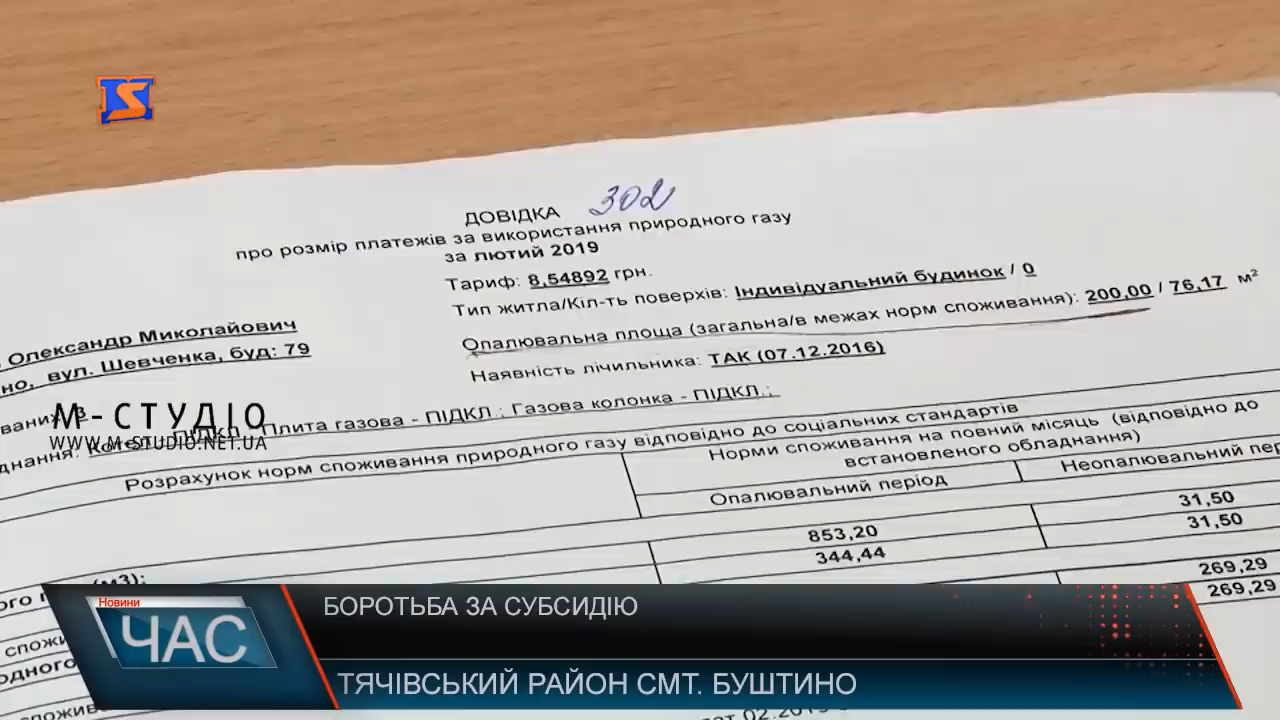 ДОВІДКА 302
про розмір платежів за використання природного газу
за лютий 2019
Тариф: 8,54892 грн.
Тип житла/Кіл-ть поверхів: Індивідуальний будинок / 0
Опалювальна площа (загальна/в межах норм споживання): 200,00 / 76,17 м²
Наявність лічильника: ТАК (07.12.2016)
Олександр Миколайович
вул. Шевченка, буд: 79
Плита газова - ПІДКЛ.; Газова колонка - ПІДКЛ.;
М-СТУДІО
WWW.M-STUDIO.NET.UA
Розрахунок норм споживання природного газу відповідно до соціальних стандартів
Норми споживання на повний місяць (відповідно до
встановленого обладнання)
Опалювальний період
Неопалювальний
853,20
31,50
344,44
31,50
(м3):
269,29
269,29
Новини
ЧАС
БОРОТЬБА ЗА СУБСИДІЮ
ТЯЧІВСЬКИЙ РАЙОН СМТ. БУШТИНО